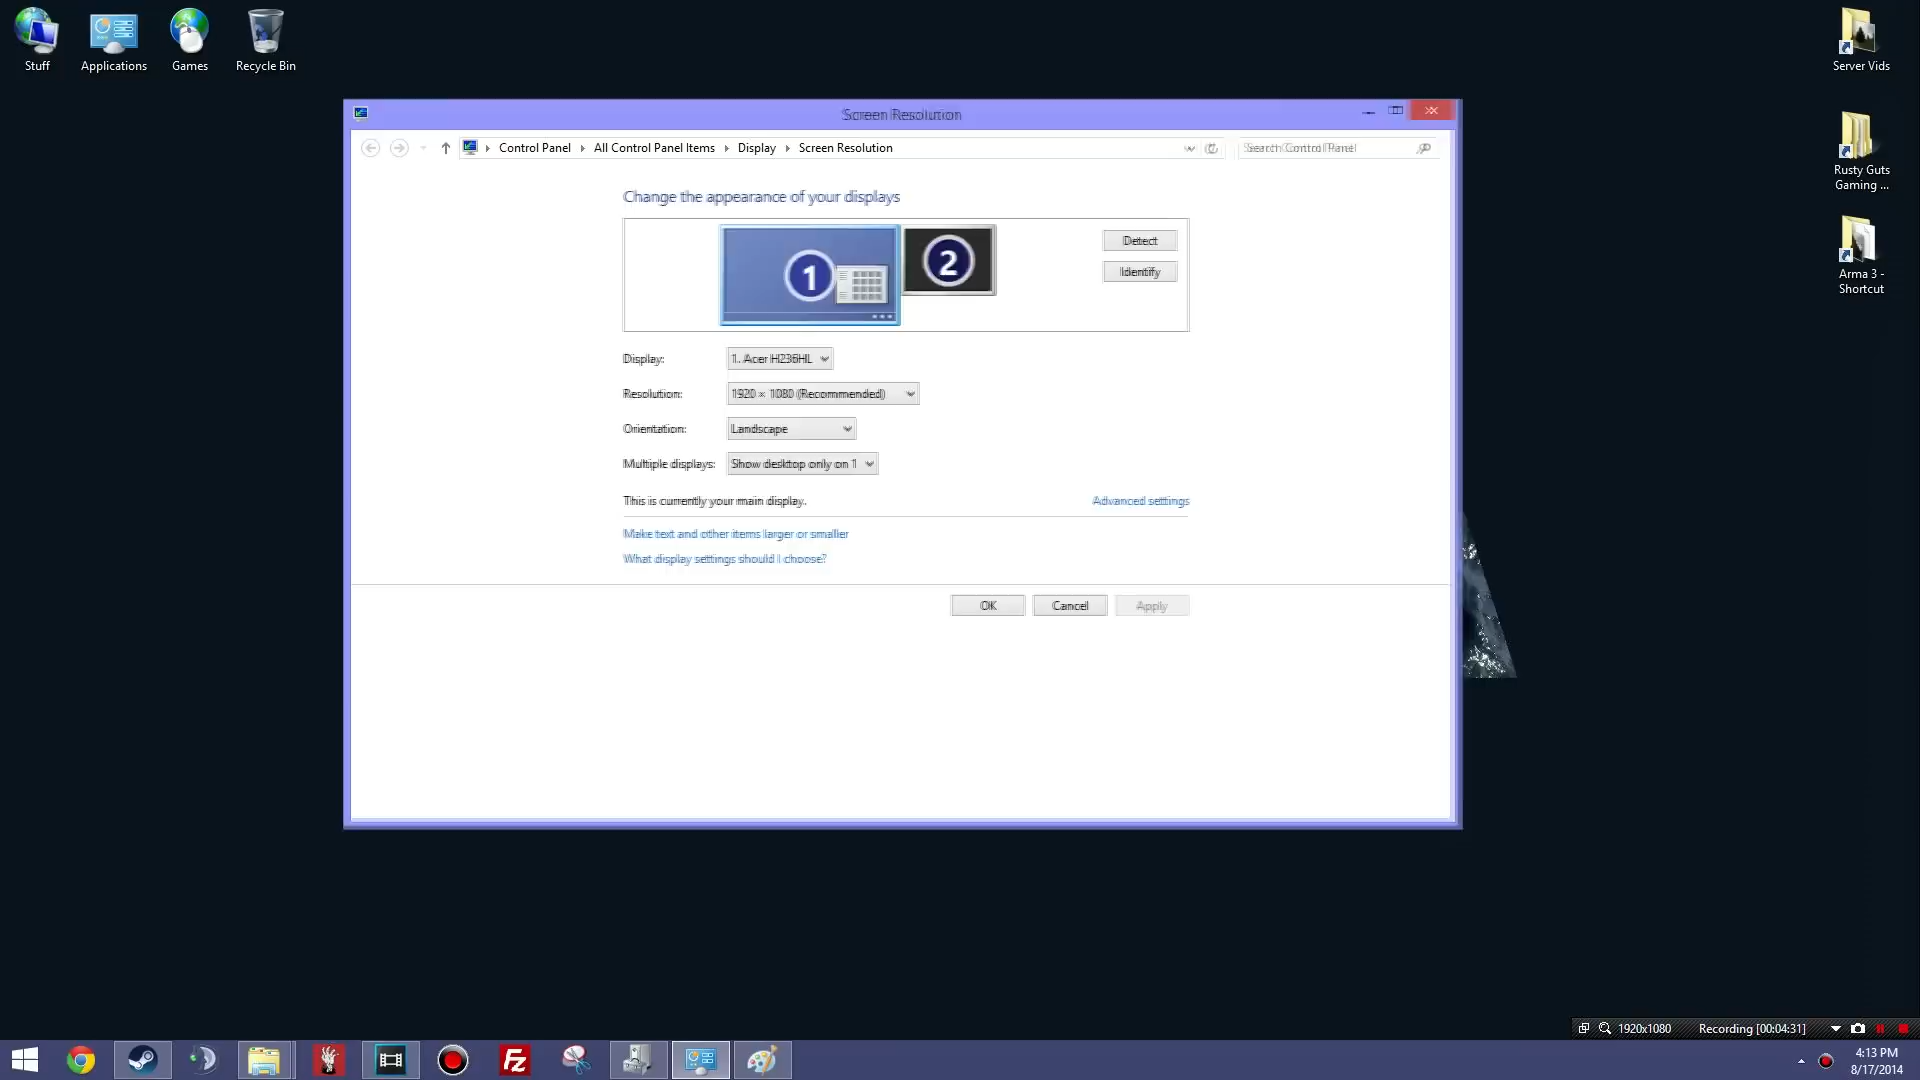 Stuff
Applications
Games
Recycle Bin
Server Vids
Rusty Guts
Gaming ...
Arma 3 -
Shortcut
Screen Resolution
Control Panel
All Control Panel Items
Display
Screen Resolution
Search Control Panel
Change the appearance of your displays
1
2
Detect
Identify
Display:
1. Acer H236HL
Resolution:
1920 × 1080 (Recommended)
Orientation:
Landscape
Multiple displays:
Show desktop only on 1
This is currently your main display.
Advanced settings
Make text and other items larger or smaller
What display settings should I choose?
OK
Cancel
Apply
1920x1080
Recording [00:04:31]
Fz
4:13 PM
8/17/2014